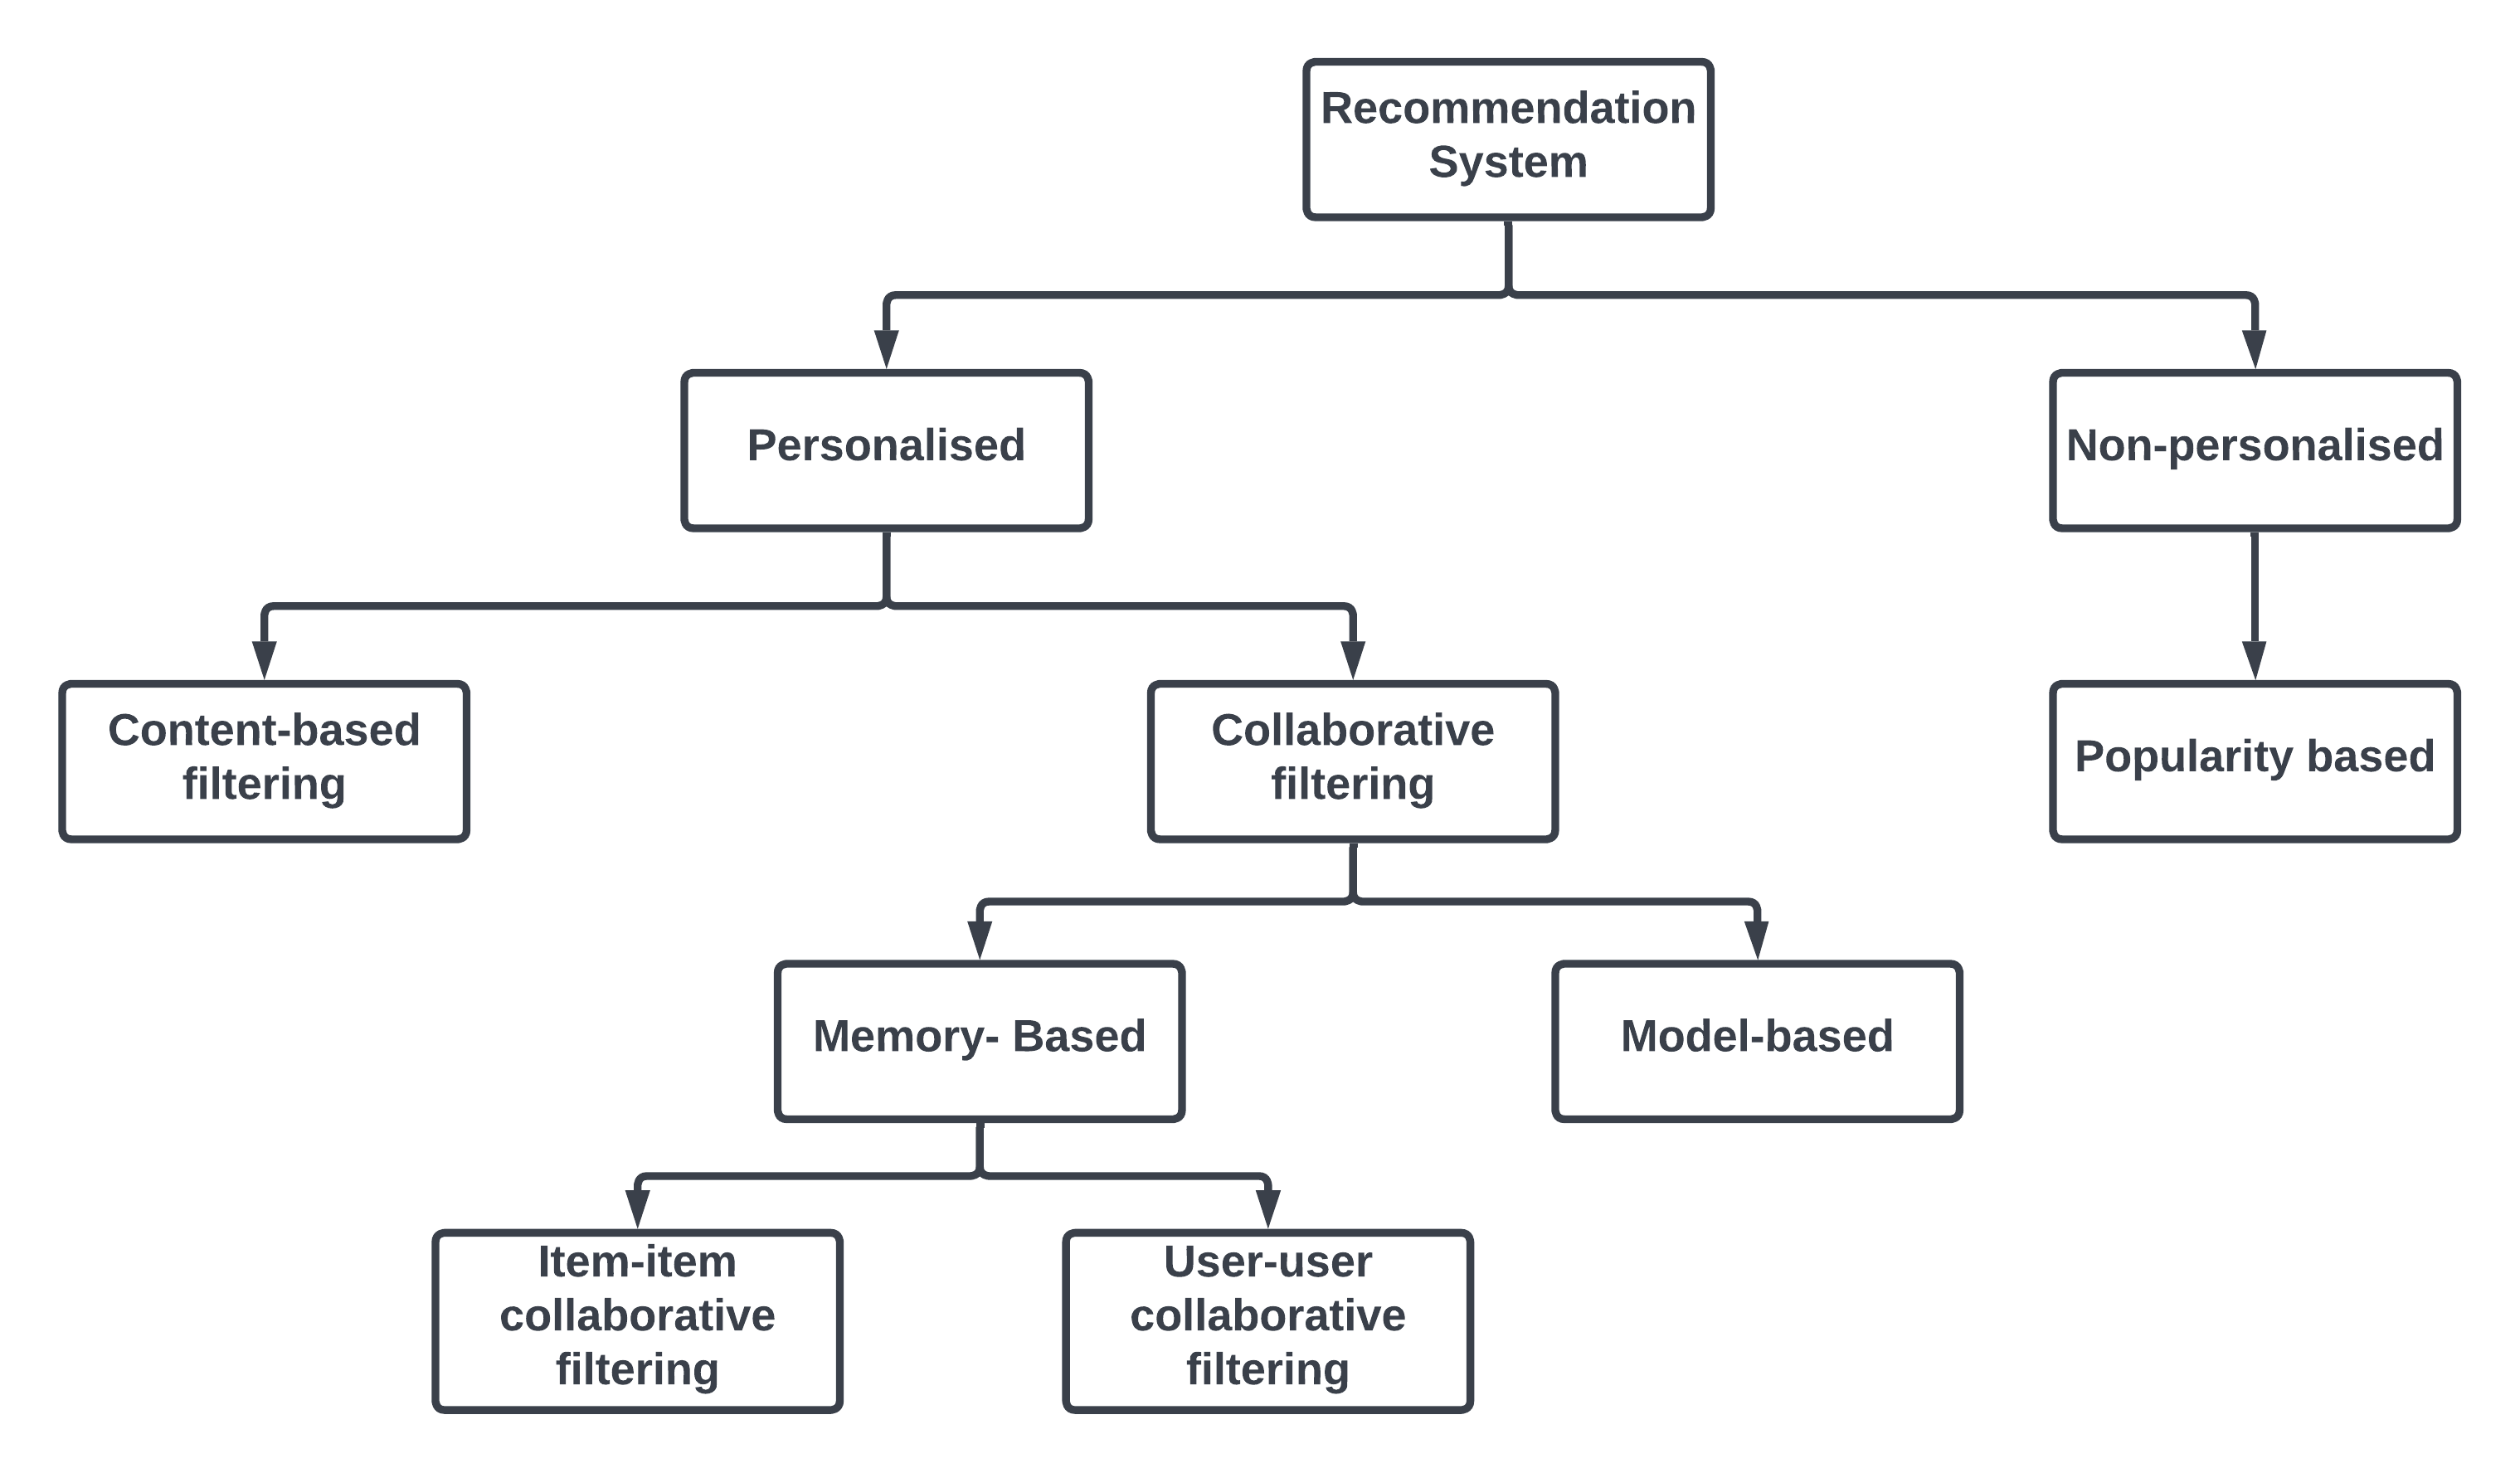 Recommendation
System
Personalised
Non-personalised
Content-based
filtering
Collaborative
filtering
Popularity based
Memory- Based
Model-based
Item-item
collaborative
filtering
User-user
collaborative
filtering